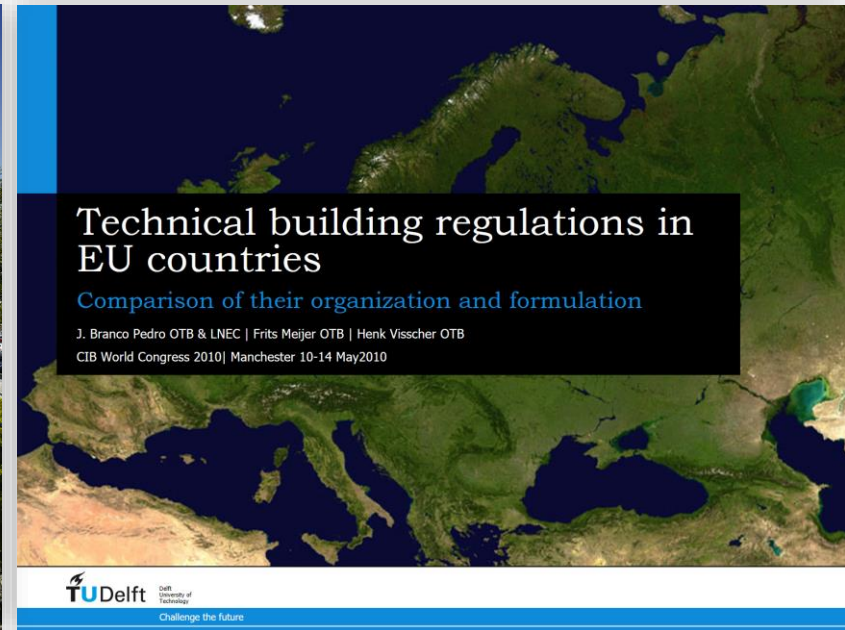 Technical building regulations in
EU countries
Comparison of their organization and formulation
J. Branco Pedro OTB & LNEC | Frits Meijer OTB | Henk Visscher OTB
CIB World Congress 2010| Manchester 10-14 May2010
TUDelft
Delft
University of
Technology
Challenge the future